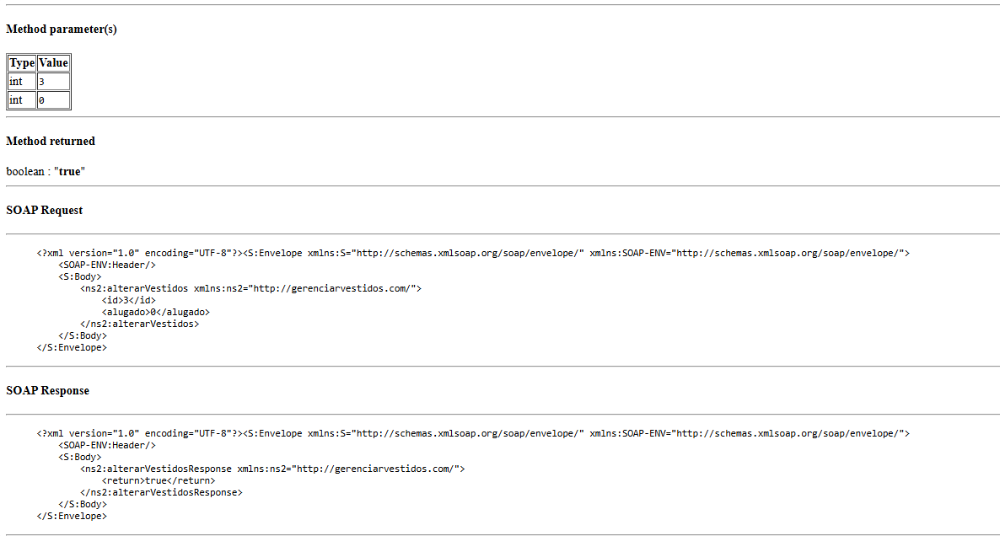 Method parameter(s)
Type Value
int 3
int 0
Method returned
boolean : "true"
SOAP Request
<?xml version="1.0" encoding="UTF-8"?><S:Envelope xmlns:S="http://schemas.xmlsoap.org/soap/envelope/" xmlns:SOAP-ENV="http://schemas.xmlsoap.org/soap/envelope/">
    <SOAP-ENV:Header/>
    <S:Body>
        <ns2:alterarVestidos xmlns:ns2="http://gerenciarvestidos.com/">
            <id>3</id>
            <alugado>0</alugado>
        </ns2:alterarVestidos>
    </S:Body>
</S:Envelope>
SOAP Response
<?xml version="1.0" encoding="UTF-8"?><S:Envelope xmlns:S="http://schemas.xmlsoap.org/soap/envelope/" xmlns:SOAP-ENV="http://schemas.xmlsoap.org/soap/envelope/">
    <SOAP-ENV:Header/>
    <S:Body>
        <ns2:alterarVestidosResponse xmlns:ns2="http://gerenciarvestidos.com/">
            <return>true</return>
        </ns2:alterarVestidosResponse>
    </S:Body>
</S:Envelope>